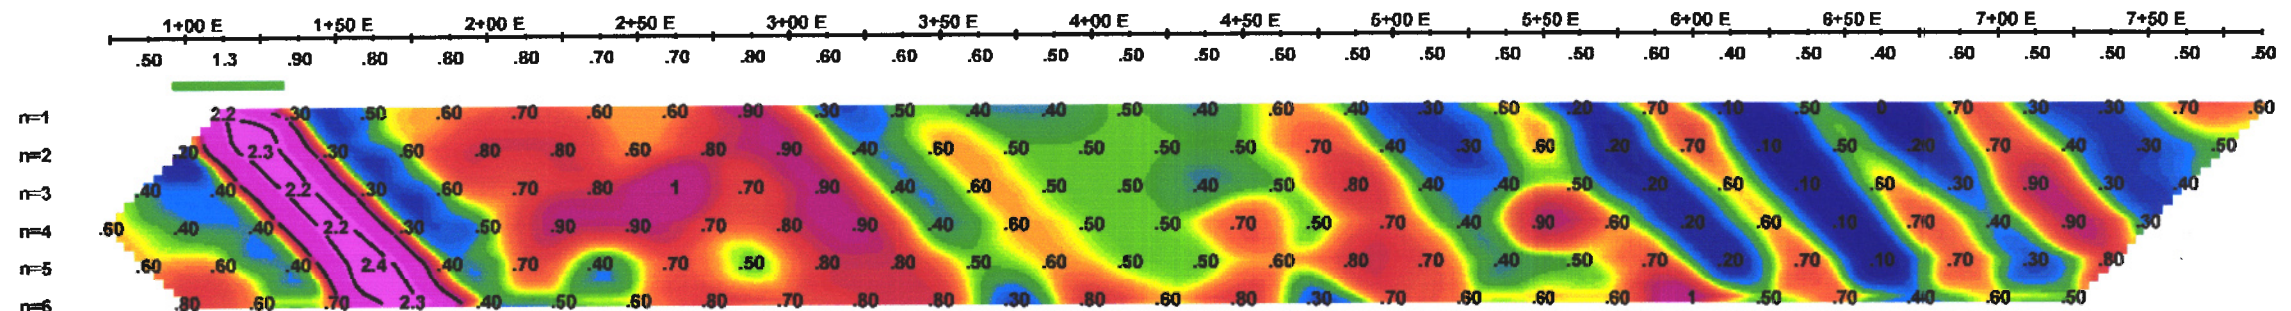 1+00 E 1+50 E 2+00 E 2+50 E 3+00 E 3+50 E 4+00 E 4+50 E 5+00 E 5+50 E 6+00 E 6+50 E 7+00 E 7+50 E
.50 1.3 .90 .80 .80 .80 .70 .70 .80 .60 .60 .60 .50 .50 .50 .50 .50 .50 .60 .50 .60 .40 .50 .40 .60 .50 .50 .50 .50
n=1 2.2 .30 .50 .60 .70 .60 .60 .90 .30 .50 .40 .40 .50 .40 .60 .40 .30 .60 .20 .70 .10 .50 0 .70 .30 .70 .60
n=2 .20 2.3 .30 .60 .80 .80 .60 .80 .90 .40 .60 .50 .50 .50 .50 .70 .40 .30 .60 .20 .70 .10 .50 .20 .70 .30 .50
n=3 .40 .40 2.2 .30 .60 .70 .80 1 .70 .90 .40 .60 .50 .50 .40 .50 .80 .40 .40 .50 .20 .60 .10 .60 .30 .90 .30 .40
n=4 .60 .40 .40 2.2 .30 .50 .90 .90 .70 .80 .90 .40 .60 .50 .50 .70 .50 .70 .40 .90 .60 .20 .60 .10 .70 .40 .90 .30
n=5 .60 .60 .40 2.4 .40 .70 .40 .70 .50 .80 .80 .50 .60 .50 .50 .60 .80 .70 .40 .50 .70 .20 .70 .10 .70 .30 .80
n=6 .80 .60 .70 2.3 .40 .50 .60 .80 .70 .80 .80 .30 .80 .60 .80 .30 .70 .60 .60 .60 1 .50 .70 .40 .60 .50